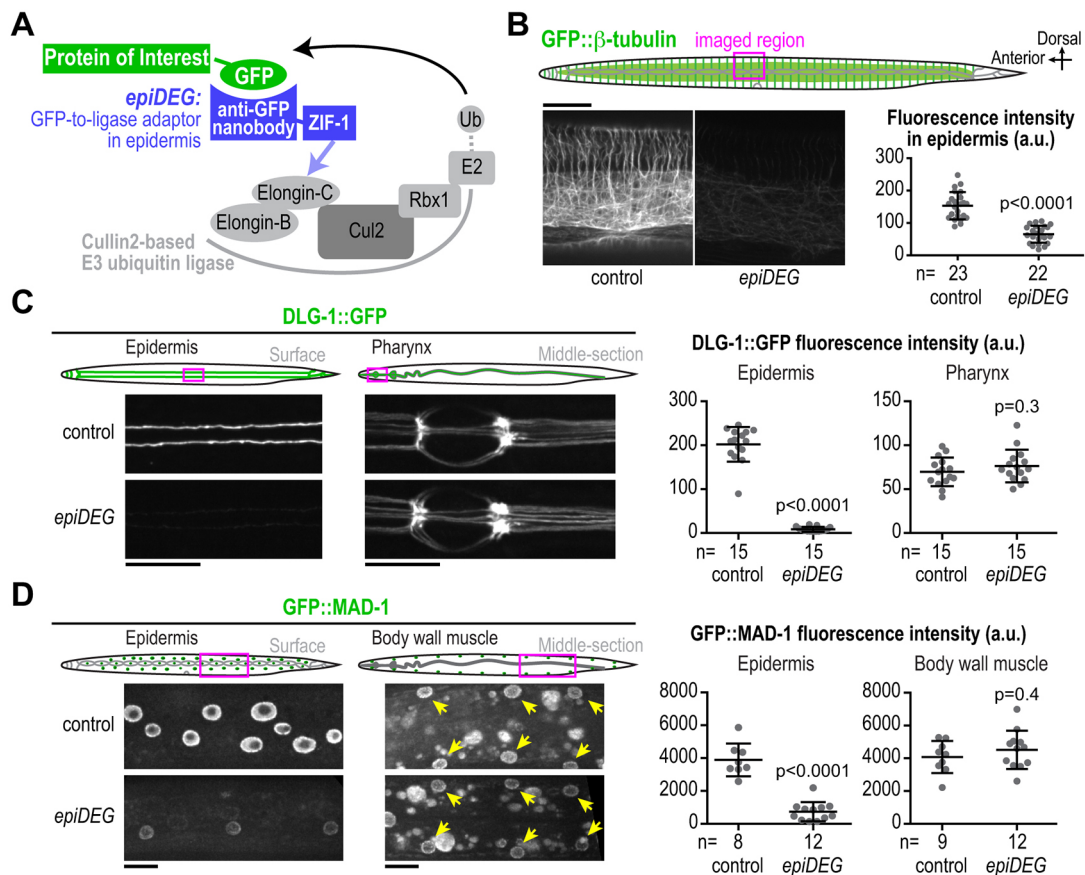 A
Protein of Interest
GFP
epiDEG:
GFP-to-ligase adaptor
in epidermis
anti-GFP
nanobody
ZIF-1
Ub
E2
Elongin-C
Rbx1
Elongin-B
Cul2
Cullin2-based
E3 ubiquitin ligase
B
GFP::β-tubulin
imaged region
Dorsal
Anterior
control
epiDEG
Fluorescence intensity
in epidermis (a.u.)
300
200
100
0
p<0.0001
n= 23 22
control epiDEG
C
DLG-1::GFP
Epidermis
Surface
Pharynx
Middle-section
control
epiDEG
DLG-1::GFP fluorescence intensity (a.u.)
Epidermis
300
200
100
0
p<0.0001
n= 15 15
control epiDEG
Pharynx
150
100
50
0
p=0.3
n= 15 15
control epiDEG
D
GFP::MAD-1
Epidermis
Surface
Body wall muscle
Middle-section
control
epiDEG
GFP::MAD-1 fluorescence intensity (a.u.)
Epidermis
8000
6000
4000
2000
0
p<0.0001
n= 8 12
control epiDEG
Body wall muscle
8000
6000
4000
2000
0
p=0.4
n= 9 12
control epiDEG